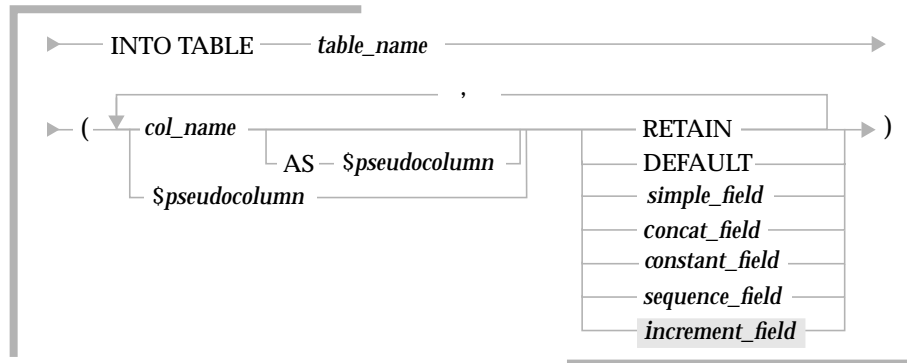 INTO TABLE table_name
,
( col_name RETAIN )
AS $pseudocolumn DEFAULT
$pseudocolumn simple_field
concat_field
constant_field
sequence_field
increment_field